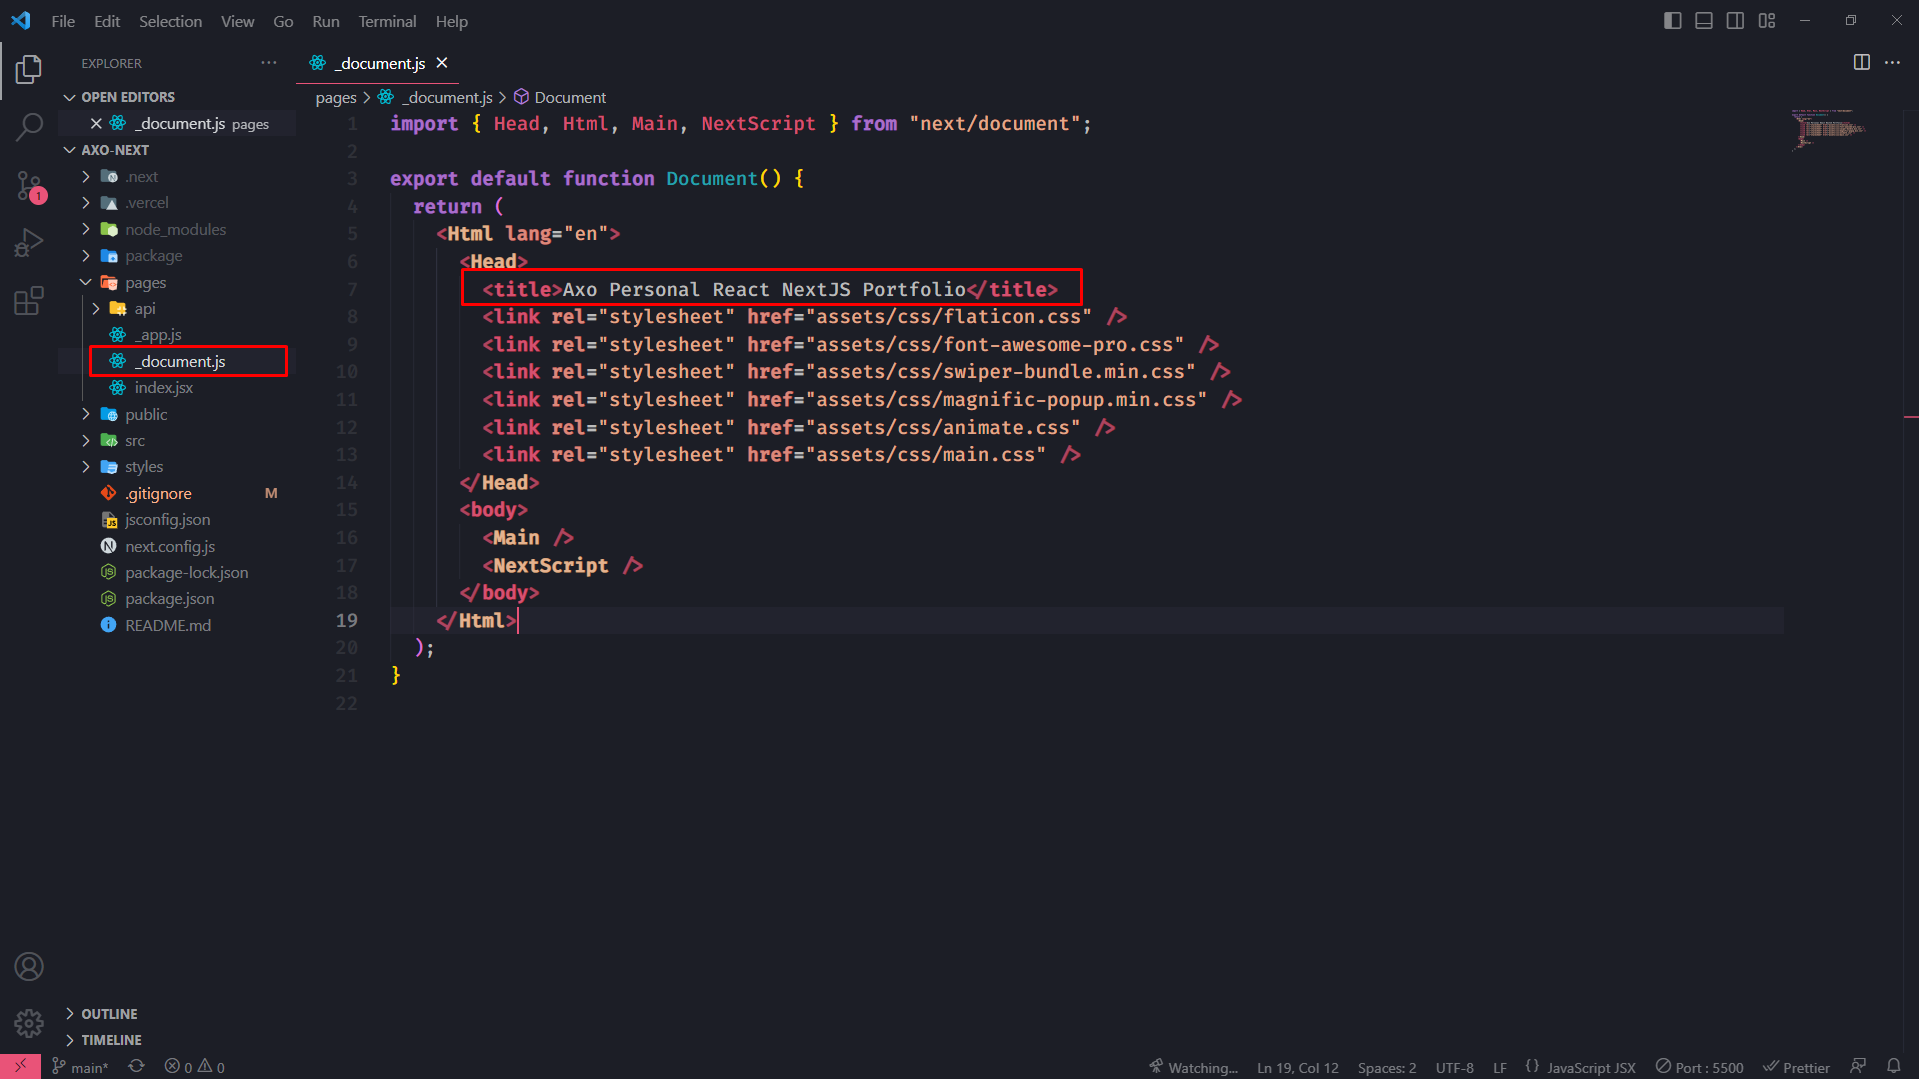 File Edit Selection View Go Run Terminal Help
EXPLORER
OPEN EDITORS
_document.js pages
AXO-NEXT
.next
.vercel
node_modules
package
pages
api
_app.js
_document.js
index.jsx
public
src
styles
.gitignore M
jsconfig.json
next.config.js
package-lock.json
package.json
README.md
OUTLINE
TIMELINE
1
_document.js
pages > _document.js > Document
1 import { Head, Html, Main, NextScript } from "next/document";
2
3 export default function Document() {
4 return (
5 <Html lang="en">
6 <Head>
7 <title>Axo Personal React NextJS Portfolio</title>
8 <link rel="stylesheet" href="assets/css/flaticon.css" />
9 <link rel="stylesheet" href="assets/css/font-awesome-pro.css" />
10 <link rel="stylesheet" href="assets/css/swiper-bundle.min.css" />
11 <link rel="stylesheet" href="assets/css/magnific-popup.min.css" />
12 <link rel="stylesheet" href="assets/css/animate.css" />
13 <link rel="stylesheet" href="assets/css/main.css" />
14 </Head>
15 <body>
16 <Main />
17 <NextScript />
18 </body>
19 </Html>
20 );
21 }
22
main* 0 0 Watching... Ln 19, Col 12 Spaces: 2 UTF-8 LF {} JavaScript JSX Port : 5500 Prettier